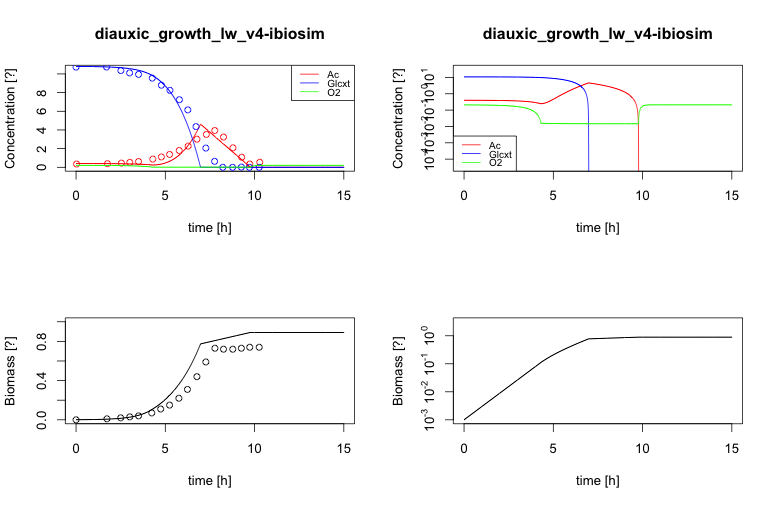 diauxic_growth_lw_v4-ibiosim
Concentration [?]
0 2 4 6 8
Ac
Glcxt
O2
0 5 10 15
time [h]
diauxic_growth_lw_v4-ibiosim
Concentration [?]
Ac
Glcxt
O2
0 5 10 15
time [h]
Biomass [?]
0.0 0.4 0.8
0 5 10 15
time [h]
Biomass [?]
10^-3 10^-2 10^-1 10^0
0 5 10 15
time [h]